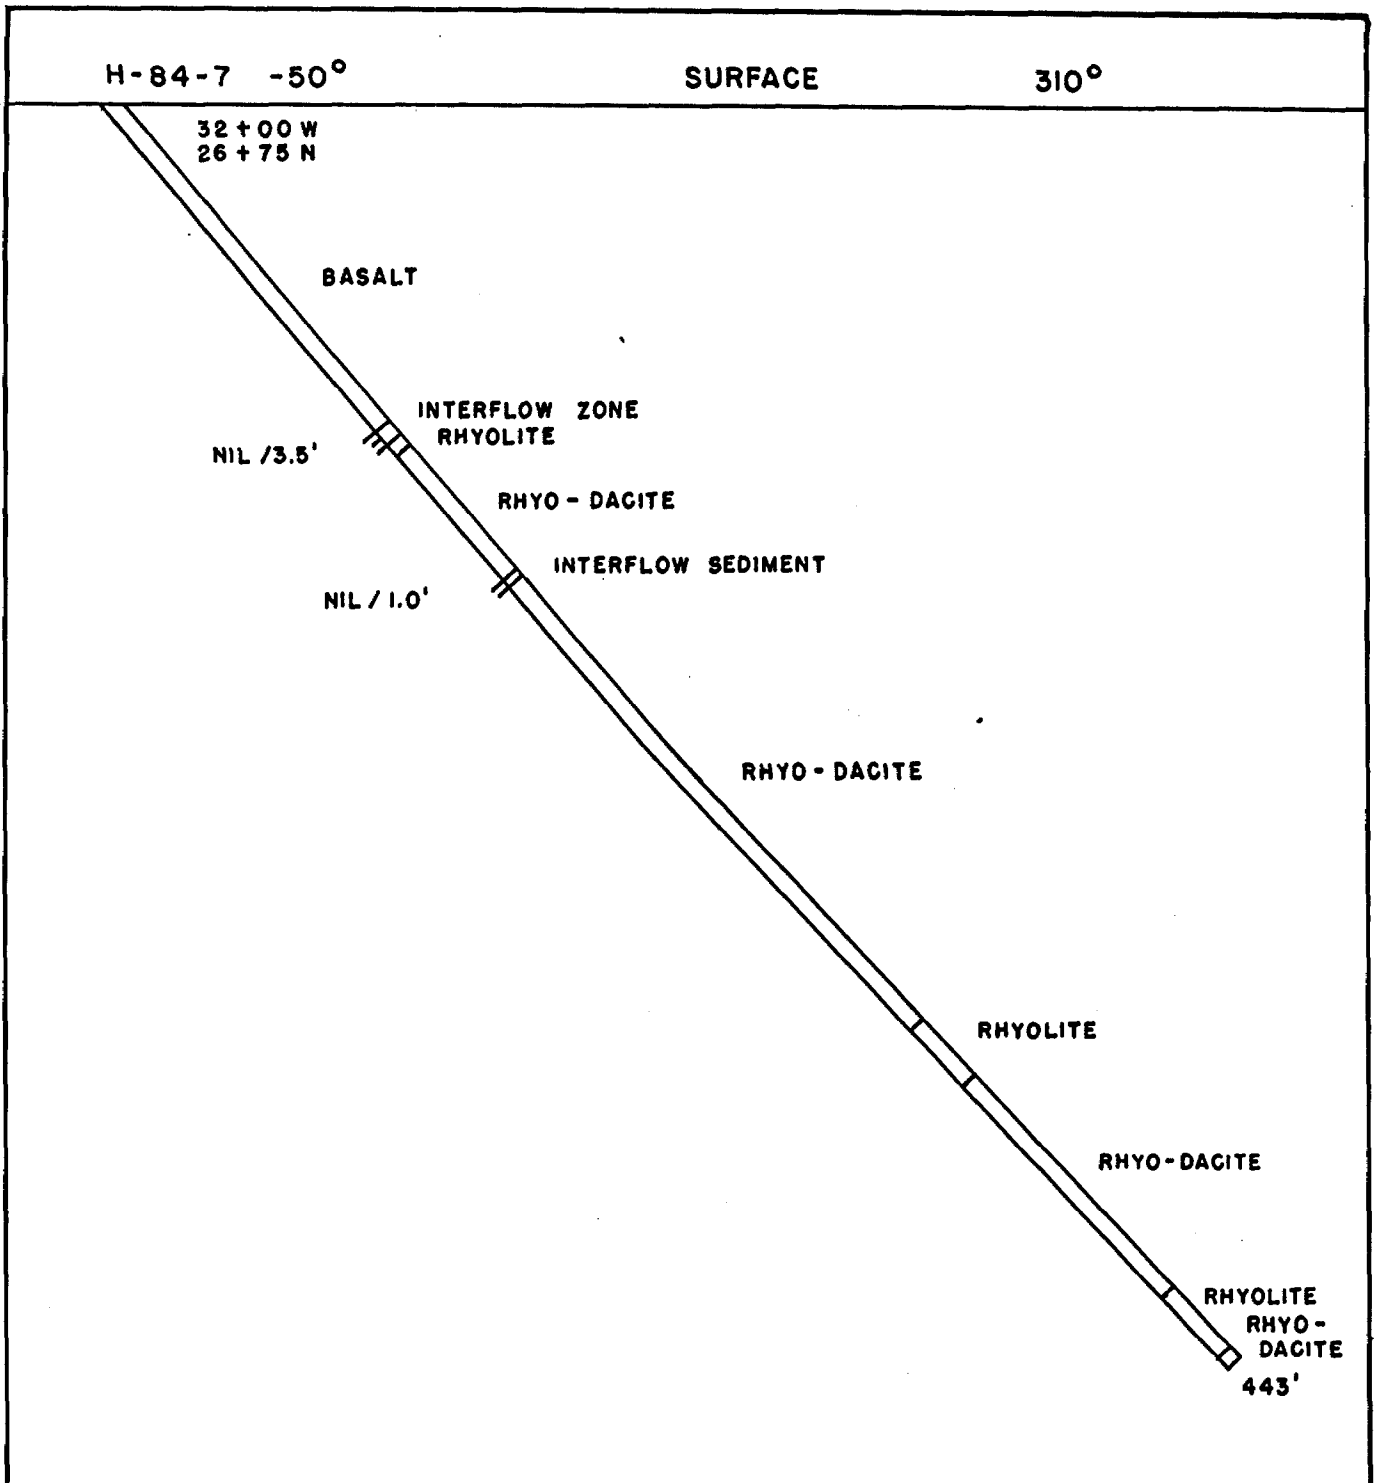 H-84-7 -50° SURFACE 310°
32+00 W
26+75 N
BASALT
INTERFLOW ZONE
RHYOLITE
NIL /3.5'
RHYO-DACITE
INTERFLOW SEDIMENT
NIL / 1.0'
RHYO-DACITE
RHYOLITE
RHYO-DACITE
RHYOLITE
RHYO-
DACITE
443'